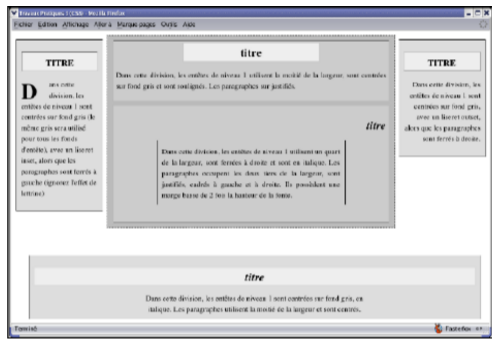 Travaux Pratiques 3 (CSS) - Mozilla Firefox
Fichier Edition Affichage Aller à Marque-pages Outils Aide
TITRE
Dans cette
division, les
entêtes de niveau 1 sont
centrées sur fond gris (le
même gris sera utilisé
pour tous les fonds
d'entête), avec un liseret
inset, alors que les
paragraphes sont ferrés à
gauche (ignorez l'effet de
lettrine)
titre
Dans cette division, les entêtes de niveau 1 utilisent la moitié de la largeur, sont centrées
sur fond gris et sont soulignés. Les paragraphes sur justifiés.
titre
Dans cette division, les entêtes de niveau 1 utilisent un quart
de la largeur, sont ferrées à droite et sont en italique. Les
paragraphes occupent les deux tiers de la largeur, sont
justifiés, cadrés à gauche et à droite. Ils possèdent une
marge basse de 2 fois la hauteur de la fonte.
TITRE
Dans cette division, les
entêtes de niveau 1 sont
centrées sur fond gris,
avec un liseret outset,
alors que les paragraphes
sont ferrés à droite.
titre
Dans cette division, les entêtes de niveau 1 sont centrées sur fond gris, en
italique. Les paragraphes utilisent la moitié de la largeur et sont centrés.
Terminé